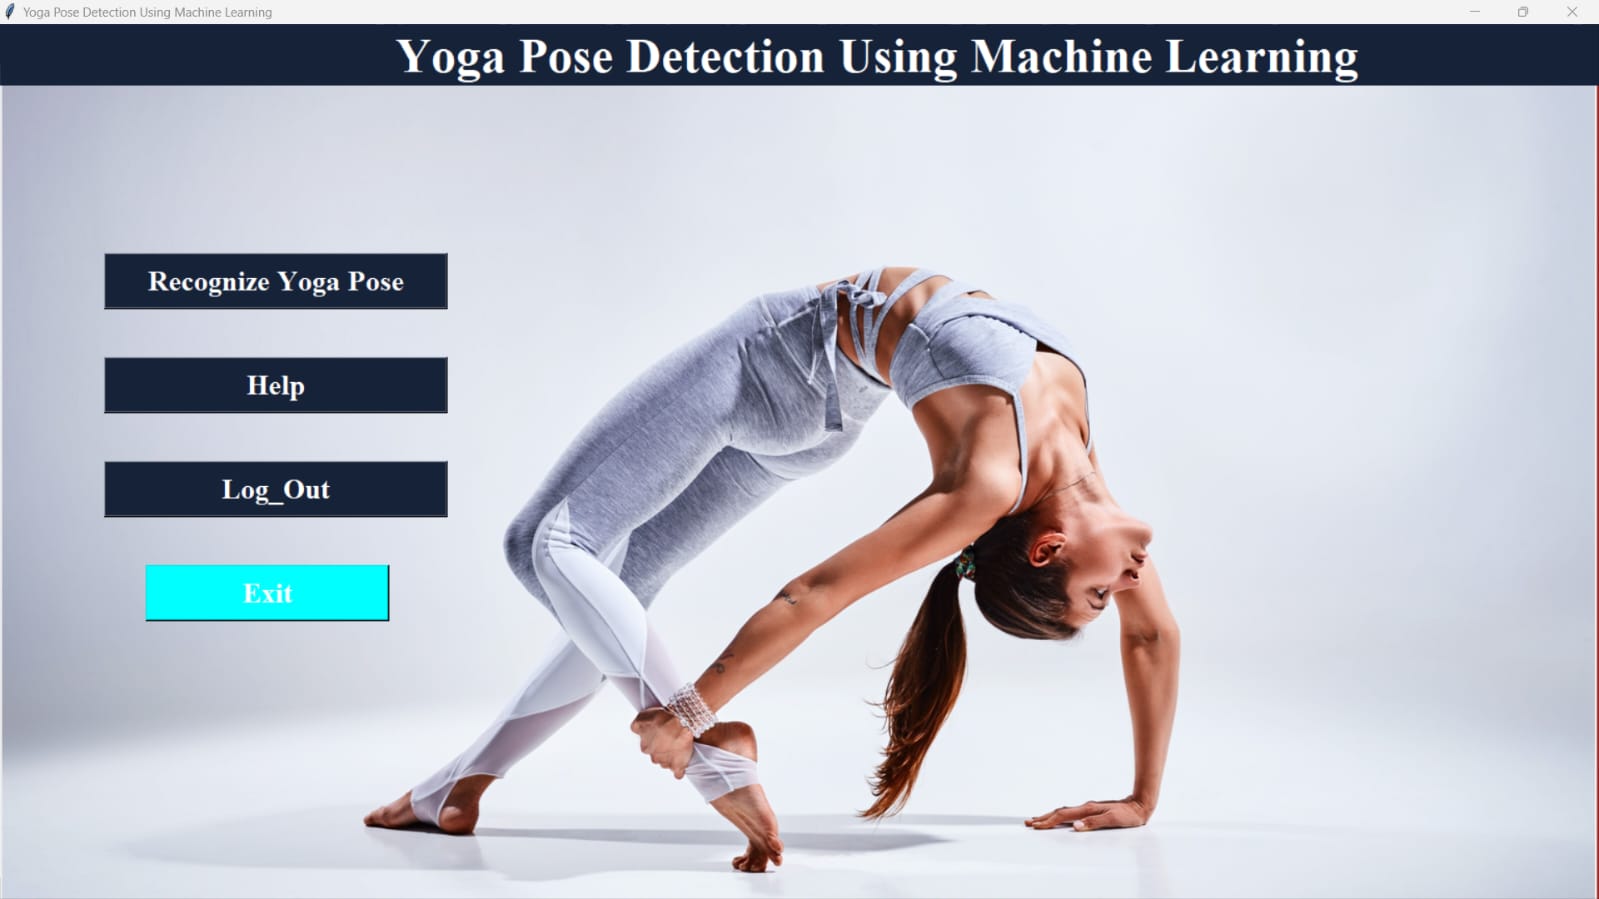 Yoga Pose Detection Using Machine Learning
Yoga Pose Detection Using Machine Learning
Recognize Yoga Pose
Help
Log_Out
Exit